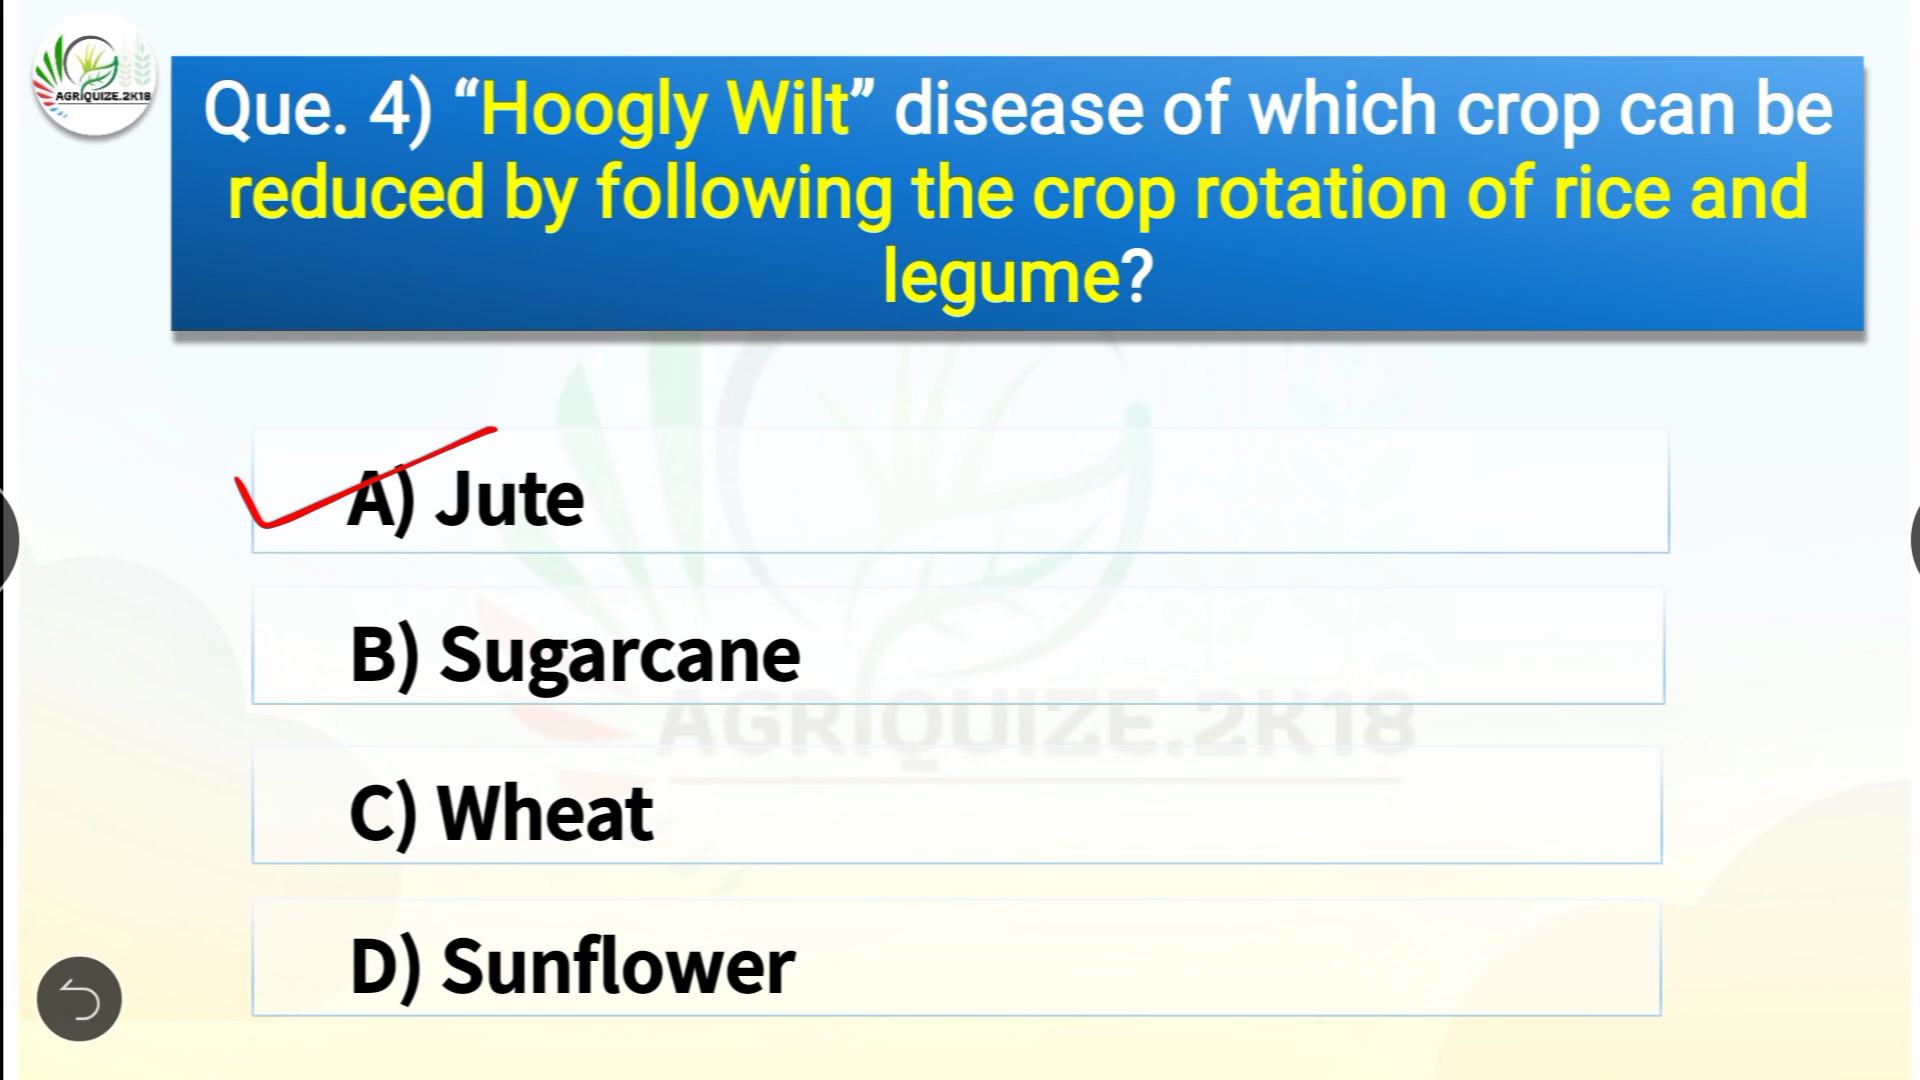 AGRIQUIZE.2K18
Que. 4) “Hoogly Wilt” disease of which crop can be
reduced by following the crop rotation of rice and
legume?
A) Jute
B) Sugarcane
AGRIQUIZE.2K18
C) Wheat
D) Sunflower